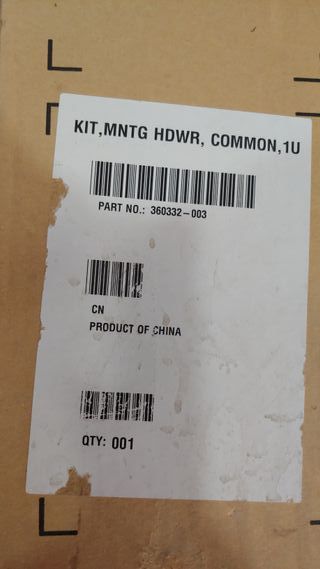 KIT,MNTG HDWR, COMMON,1U
PART NO.: 360332-003
CN
PRODUCT OF CHINA
QTY: 001